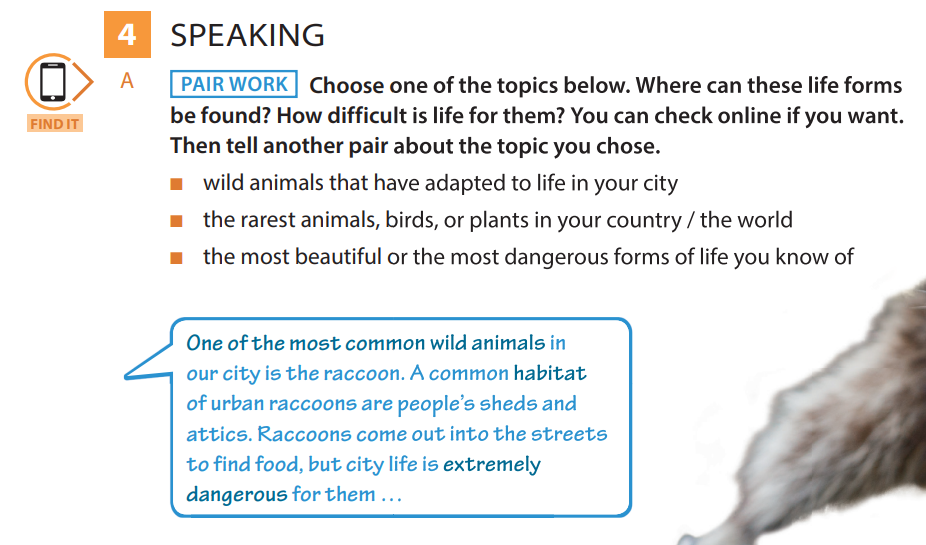 4 SPEAKING
FIND IT
A PAIR WORK Choose one of the topics below. Where can these life forms
be found? How difficult is life for them? You can check online if you want.
Then tell another pair about the topic you chose.
■ wild animals that have adapted to life in your city
■ the rarest animals, birds, or plants in your country / the world
■ the most beautiful or the most dangerous forms of life you know of
One of the most common wild animals in
our city is the raccoon. A common habitat
of urban raccoons are people's sheds and
attics. Raccoons come out into the streets
to find food, but city life is extremely
dangerous for them ...